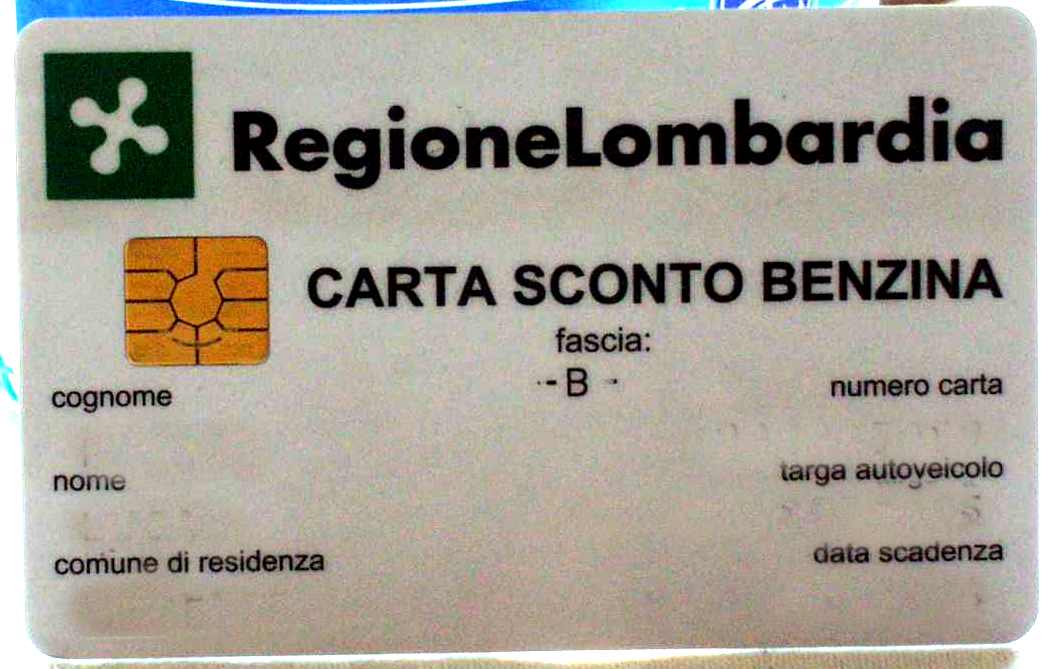 RegioneLombardia
CARTA SCONTO BENZINA
fascia:
- B -
cognome
numero carta
nome
targa autoveicolo
comune di residenza
data scadenza